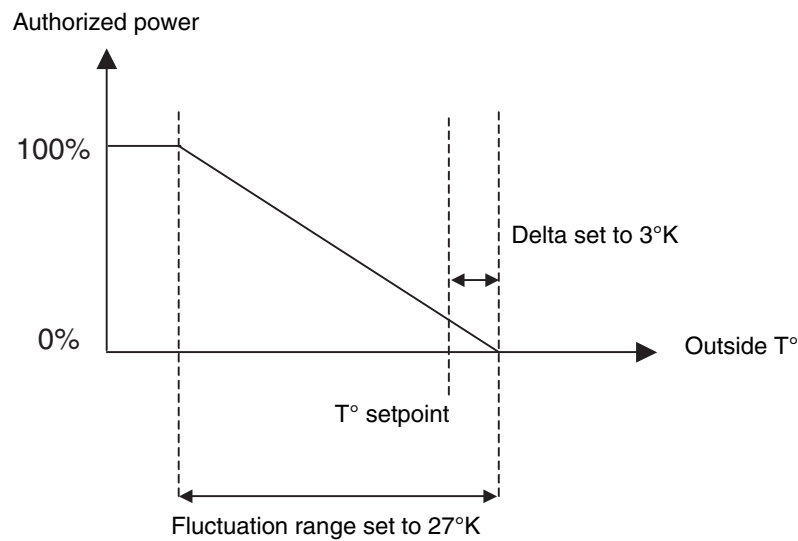 Authorized power
100%
Delta set to 3°K
0%
Outside T°
T° setpoint
Fluctuation range set to 27°K